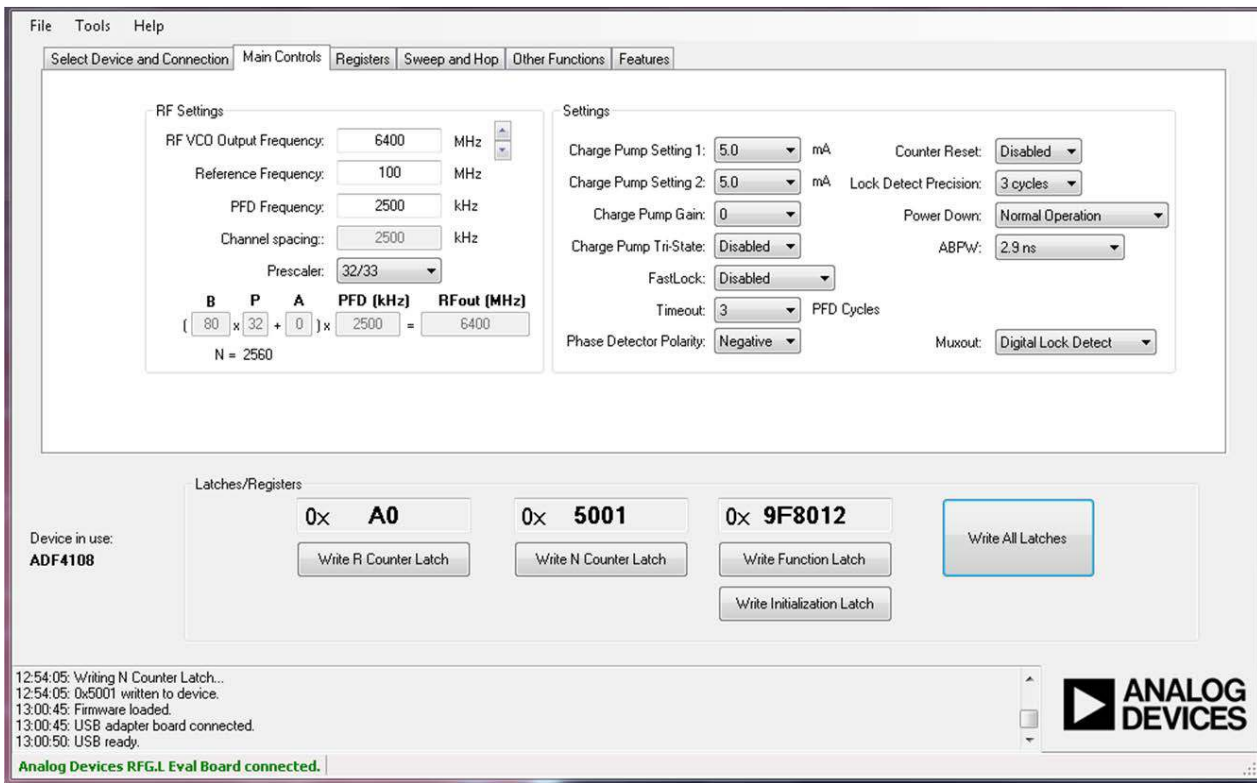 File Tools Help
Select Device and Connection Main Controls Registers Sweep and Hop Other Functions Features
RF Settings
RF VCO Output Frequency: 6400 MHz
Reference Frequency: 100 MHz
PFD Frequency: 2500 kHz
Channel spacing:: 2500 kHz
Prescaler: 32/33
B P A PFD (kHz) RFout (MHz)
( 80 x 32 + 0 ) x 2500 = 6400
N = 2560
Settings
Charge Pump Setting 1: 5.0 mA
Charge Pump Setting 2: 5.0 mA
Charge Pump Gain: 0
Charge Pump Tri-State: Disabled
FastLock: Disabled
Timeout: 3 PFD Cycles
Phase Detector Polarity: Negative
Counter Reset: Disabled
Lock Detect Precision: 3 cycles
Power Down: Normal Operation
ABPW: 2.9 ns
Muxout: Digital Lock Detect
Latches/Registers
0x A0 0x 5001 0x 9F8012
Write R Counter Latch Write N Counter Latch Write Function Latch
Write Initialization Latch
Write All Latches
Device in use:
ADF4108
12:54:05: Writing N Counter Latch...
12:54:05: 0x5001 written to device.
13:00:45: Firmware loaded.
13:00:45: USB adapter board connected.
13:00:50: USB ready.
ANALOG
DEVICES
Analog Devices RFG.L Eval Board connected.